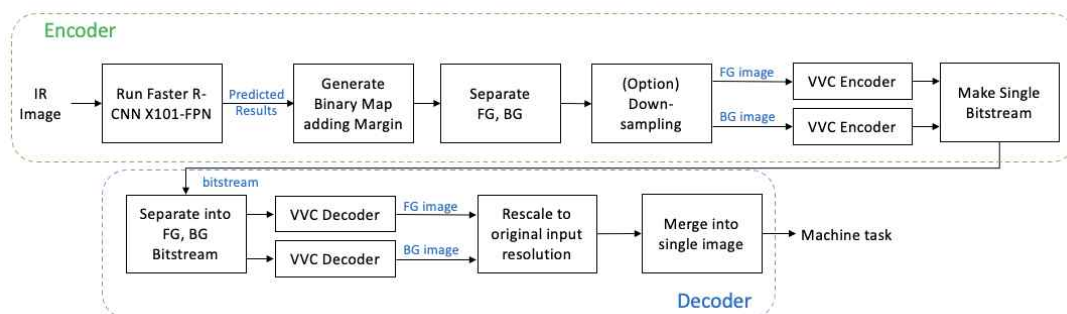 Encoder
IR
Image
Run Faster R-
CNN X101-FPN
Predicted
Results
Generate
Binary Map
adding Margin
Separate
FG, BG
(Option)
Down-
sampling
FG image
BG image
VVC Encoder
VVC Encoder
Make Single
Bitstream
bitstream
Separate into
FG, BG
Bitstream
VVC Decoder
VVC Decoder
FG image
BG image
Rescale to
original input
resolution
Merge into
single image
Machine task
Decoder